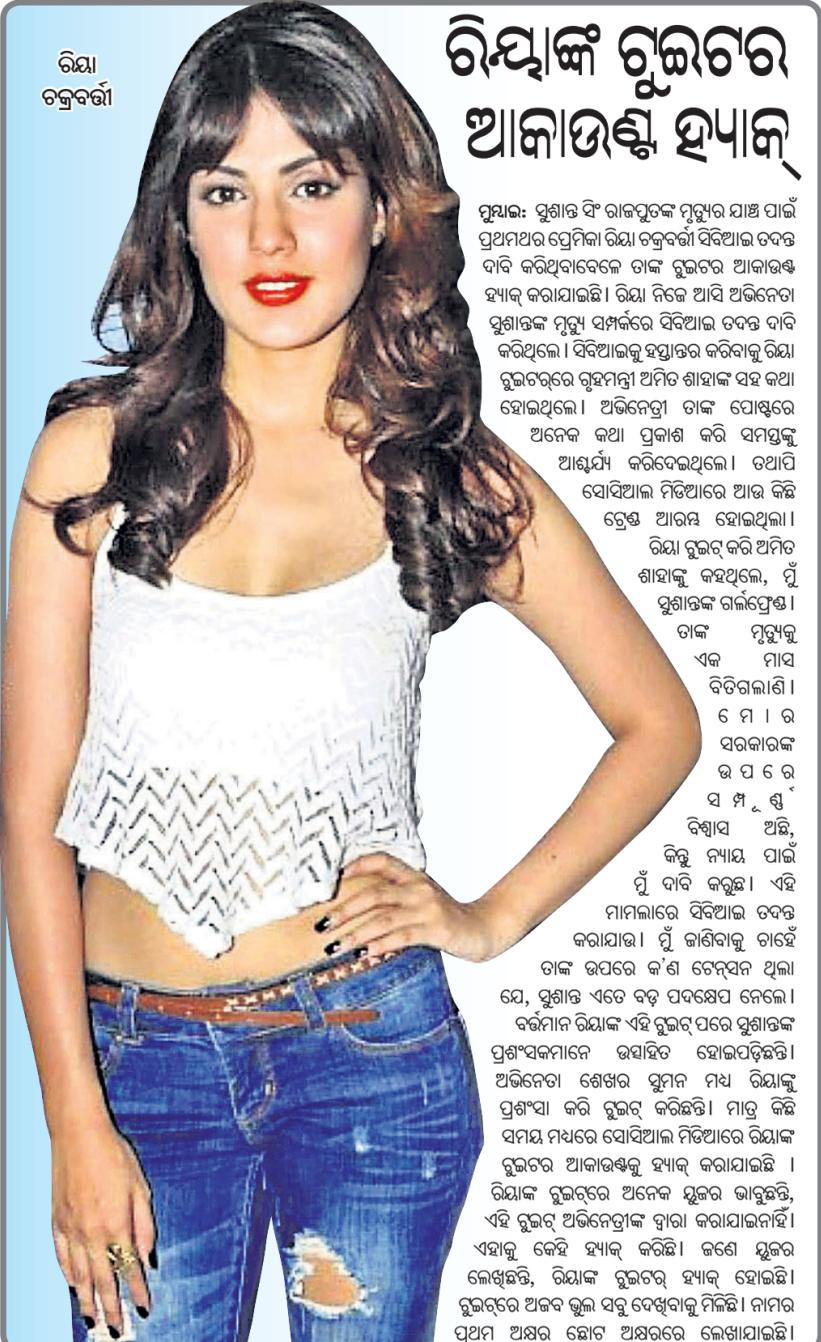 ରିୟା
ଚକ୍ରବର୍ତ୍ତୀ
ରିୟାଙ୍କ ଟୁଇଟର
ଆକାଉଣ୍ଟ ହ୍ୟାକ୍
ମୁମ୍ବାଇ: ସୁଶାନ୍ତ ସିଂ ରାଜପୁତଙ୍କ ମୃତ୍ୟୁର ଯାଞ୍ଚ ପାଇଁ
ପ୍ରଥମଥର ପ୍ରେମିକା ରିୟା ଚକ୍ରବର୍ତ୍ତୀ ସିବିଆଇ ତଦନ୍ତ
ଦାବି କରିଥିବାବେଳେ ତାଙ୍କ ଟୁଇଟର ଆକାଉଣ୍ଟ
ହ୍ୟାକ୍ କରାଯାଇଛି। ରିୟା ନିଜେ ଆସି ଅଭିନେତା
ସୁଶାନ୍ତଙ୍କ ମୃତ୍ୟୁ ସମ୍ପର୍କରେ ସିବିଆଇ ତଦନ୍ତ ଦାବି
କରିଥିଲେ। ସିବିଆଇକୁ ହସ୍ତାନ୍ତର କରିବାକୁ ରିୟା
ଟୁଇଟର୍‌ରେ ଗୃହମନ୍ତ୍ରୀ ଅମିତ ଶାହାଙ୍କ ସହ କଥା
ହୋଇଥିଲେ। ଅଭିନେତ୍ରୀ ତାଙ୍କ ପୋଷ୍ଟରେ
ଅନେକ କଥା ପ୍ରକାଶ କରି ସମସ୍ତଙ୍କୁ
ଆଶ୍ଚର୍ଯ୍ୟ କରିଦେଇଥିଲେ। ତଥାପି
ସୋସିଆଲ ମିଡିଆରେ ଆଉ କିଛି
ଟ୍ରେଣ୍ଡ ଆରମ୍ଭ ହୋଇଥିଲା।
ରିୟା ଟୁଇଟ୍ କରି ଅମିତ
ଶାହାଙ୍କୁ କହଥିଲେ, ମୁଁ
ସୁଶାନ୍ତଙ୍କ ଗର୍ଲଫ୍ରେଣ୍ଡ।
ତାଙ୍କ ମୃତ୍ୟୁକୁ
ଏକ ମାସ
ବିତିଗଲାଣି।
ମୋର
ସରକାରଙ୍କ
ଉପରେ
ସମ୍ପୂର୍ଣ୍ଣ
ବିଶ୍ୱାସ ଅଛି,
କିନ୍ତୁ ନ୍ୟାୟ ପାଇଁ
ମୁଁ ଦାବି କରୁଛ। ଏହି
ମାମଲାରେ ସିବିଆଇ ତଦନ୍ତ
କରାଯାଉ। ମୁଁ ଜାଣିବାକୁ ଚାହେଁ
ତାଙ୍କ ଉପରେ କ'ଣ ଟେନ୍‌ସନ ଥିଲା
ଯେ, ସୁଶାନ୍ତ ଏତେ ବଡ଼ ପଦକ୍ଷେପ ନେଲେ।
ବର୍ତ୍ତମାନ ରିୟାଙ୍କ ଏହି ଟୁଇଟ୍ ପରେ ସୁଶାନ୍ତଙ୍କ
ପ୍ରଶଂସକମାନେ ଉତ୍ସାହିତ ହୋଇପଡ଼ିଛନ୍ତି।
ଅଭିନେତା ଶେଖର ସୁମନ ମଧ୍ୟ ରିୟାଙ୍କୁ
ପ୍ରଶଂସା କରି ଟୁଇଟ୍ କରିଛନ୍ତି। ମାତ୍ର କିଛି
ସମୟ ମଧ୍ୟରେ ସୋସିଆଲ ମିଡିଆରେ ରିୟାଙ୍କ
ଟୁଇଟର ଆକାଉଣ୍ଟକୁ ହ୍ୟାକ୍ କରାଯାଇଛି ।
ରିୟାଙ୍କ ଟୁଇଟ୍‌ରେ ଅନେକ ୟୁଜର ଭାବୁଛନ୍ତି,
ଏହି ଟୁଇଟ୍ ଅଭିନେତ୍ରୀଙ୍କ ଦ୍ୱାରା କରାଯାଇନାହିଁ।
ଏହାକୁ କେହି ହ୍ୟାକ୍ କରିଛି। ଜଣେ ୟୁଜର
ଲେଖିଛନ୍ତି, ରିୟାଙ୍କ ଟୁଇଟର୍ ହ୍ୟାକ୍ ହୋଇଛି।
ଟୁଇଟ୍‌ରେ ଅଜବ ଭୁଲ ସବୁ ଦେଖିବାକୁ ମିଳିଛି। ନାମର
ପ୍ରଥମ ଅକ୍ଷର ଛୋଟ ଅକ୍ଷରରେ ଲେଖାଯାଇଛି।